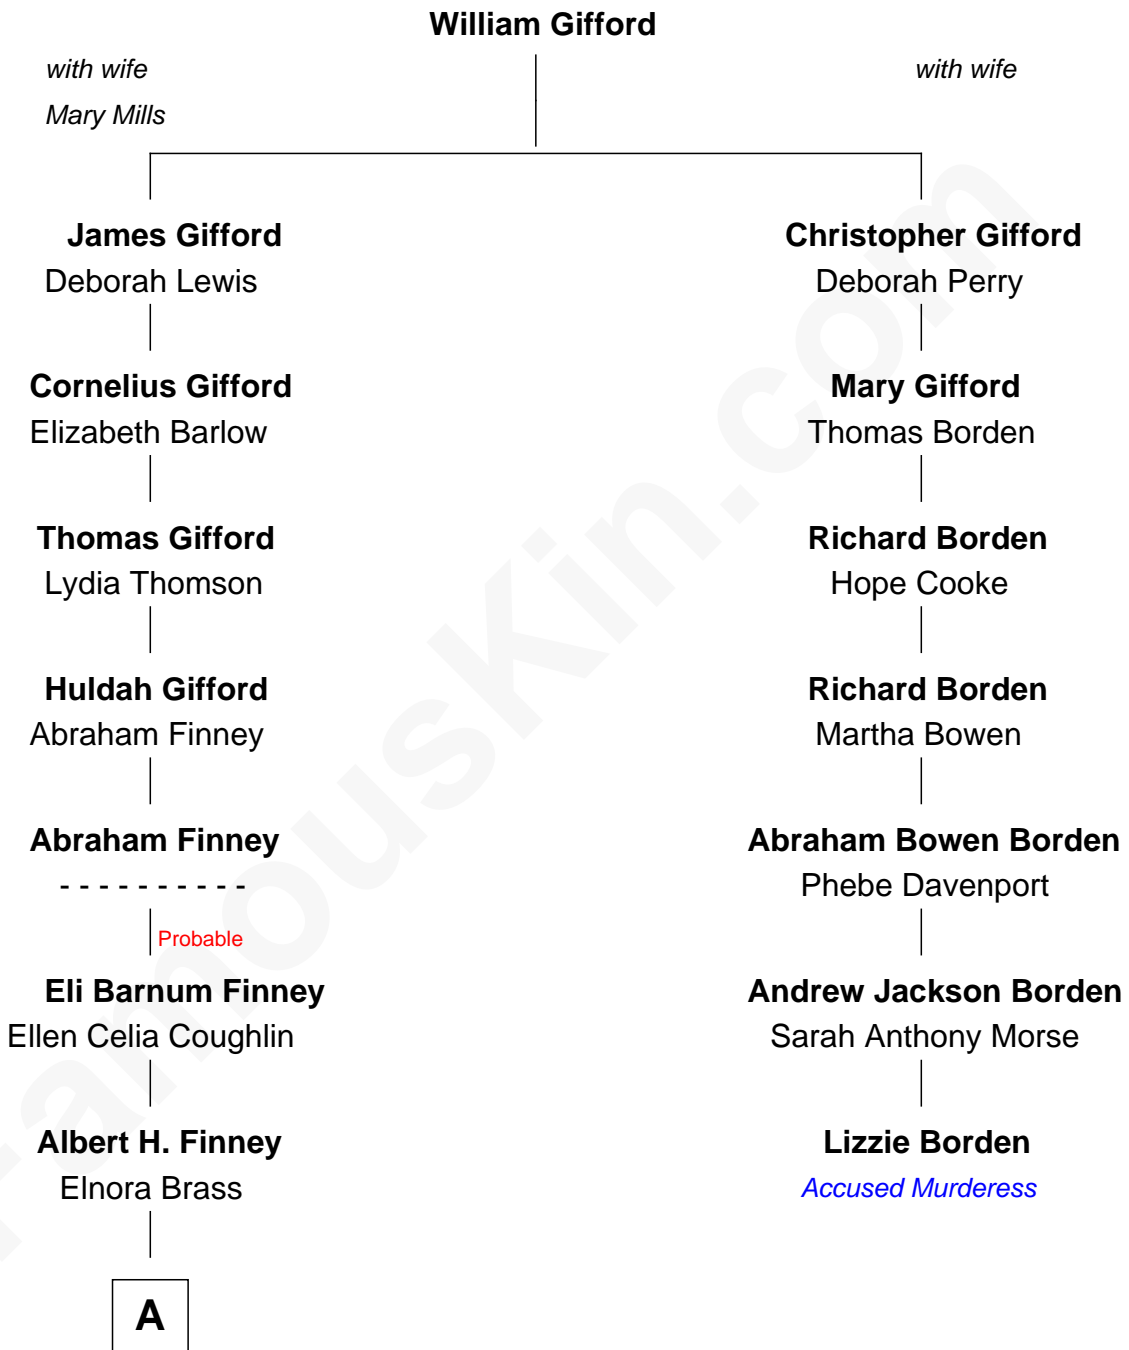 William Gifford
with wife
Mary Mills
with wife
James Gifford
Deborah Lewis
Christopher Gifford
Deborah Perry
Cornelius Gifford
Elizabeth Barlow
Mary Gifford
Thomas Borden
Thomas Gifford
Lydia Thomson
Richard Borden
Hope Cooke
Huldah Gifford
Abraham Finney
Richard Borden
Martha Bowen
Abraham Finney
- - - - - - - - - -
Abraham Bowen Borden
Phebe Davenport
Probable
Eli Barnum Finney
Ellen Celia Coughlin
Andrew Jackson Borden
Sarah Anthony Morse
Albert H. Finney
Elnora Brass
Lizzie Borden
Accused Murderess
A
FamousKin.com